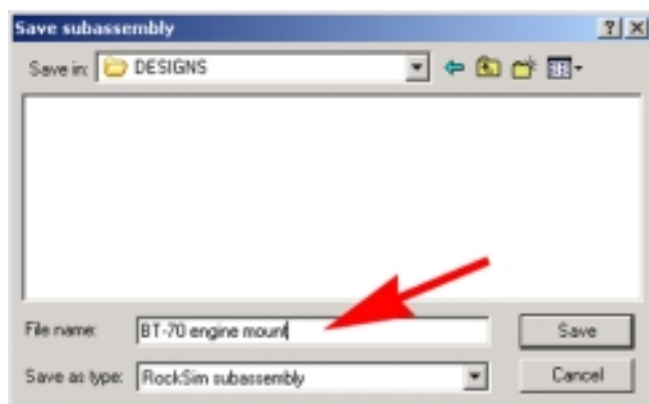 Save subassembly
Save in: DESIGNS
File name: BT-70 engine mount Save
Save as type: RockSim subassembly Cancel